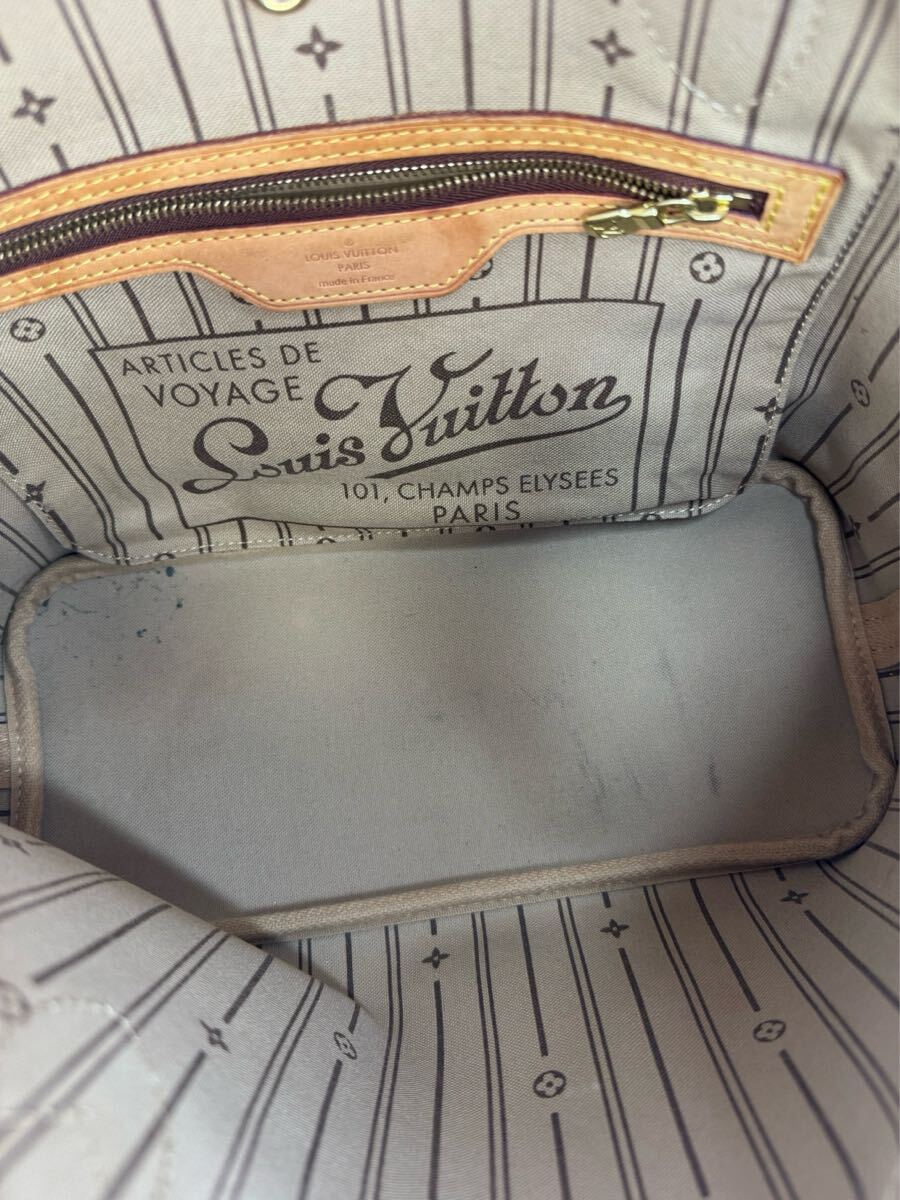 ®
LOUIS VUITTON
PARIS
made in France
ARTICLES DE
VOYAGE
Louis Vuitton
101, CHAMPS ELYSEES
PARIS